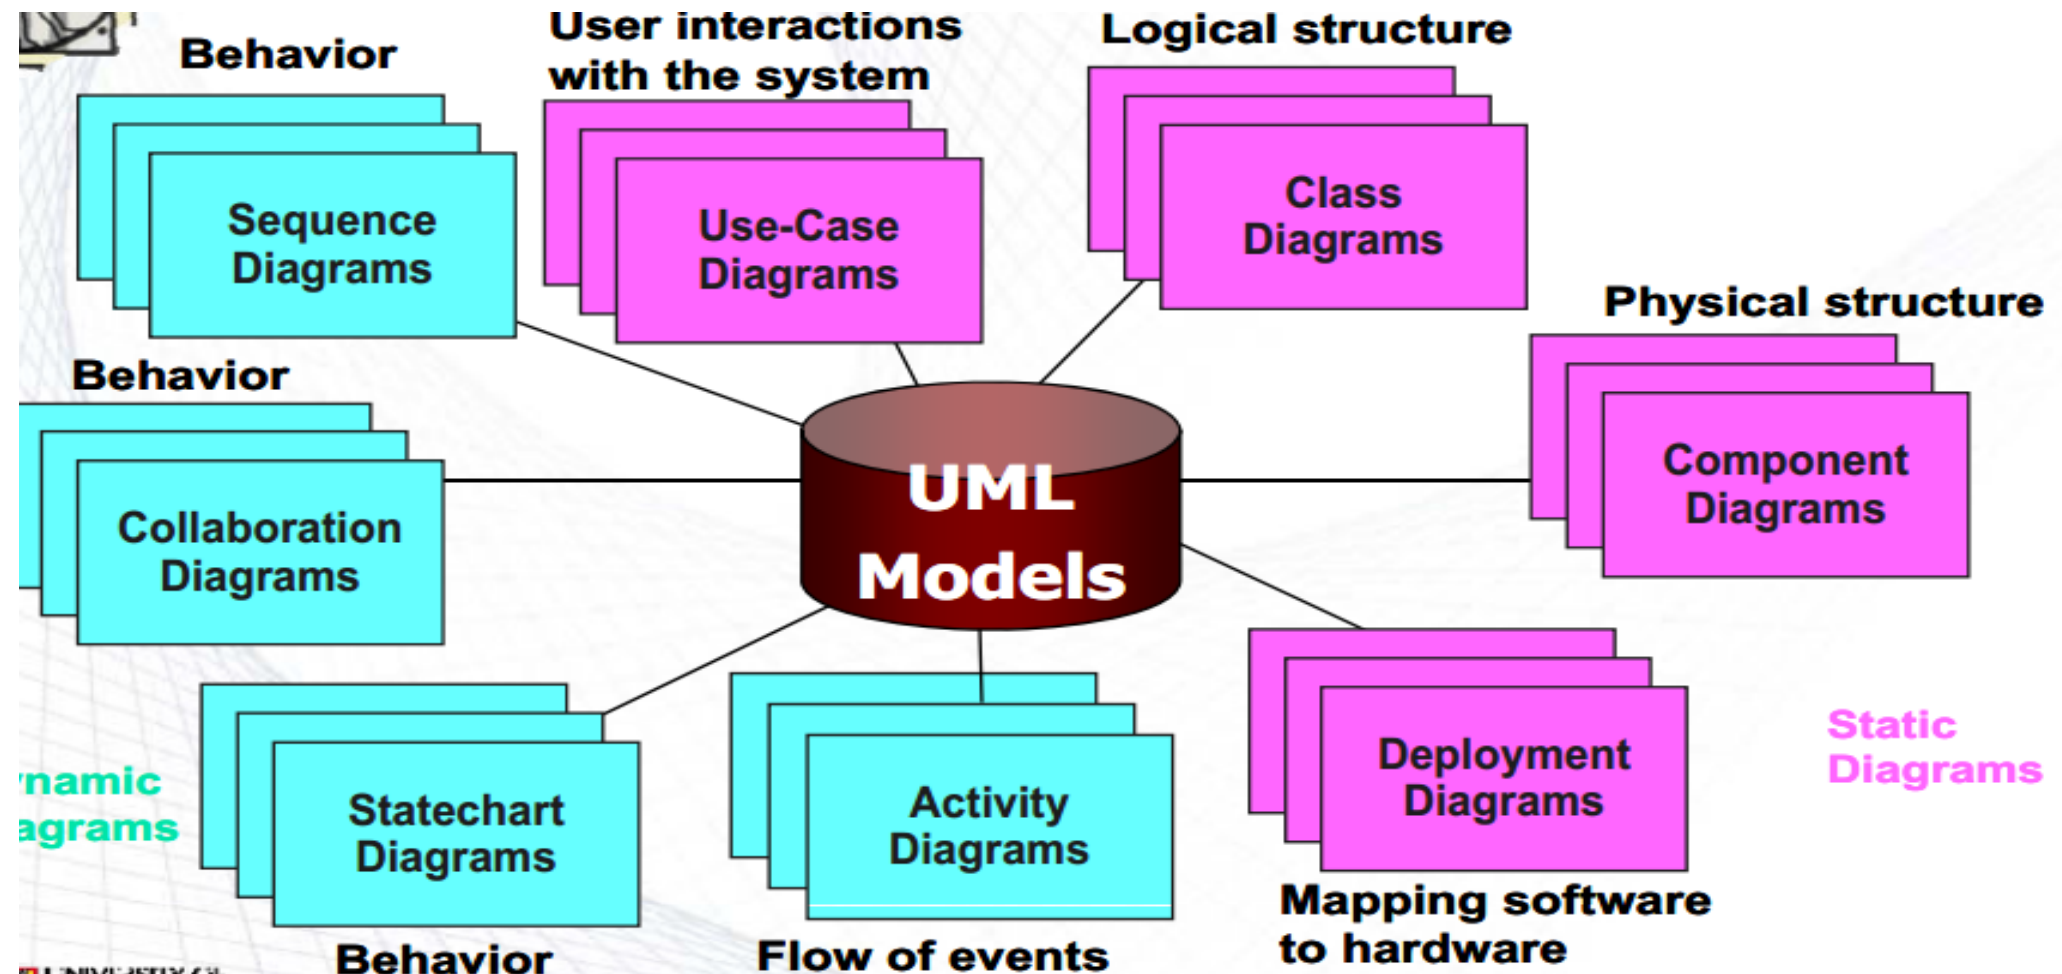 Behavior
User interactions
with the system
Logical structure
Sequence
Diagrams
Use-Case
Diagrams
Class
Diagrams
Physical structure
Behavior
Collaboration
Diagrams
UML
Models
Component
Diagrams
Statechart
Diagrams
Activity
Diagrams
Deployment
Diagrams
Static
Diagrams
namic
agrams
Behavior
Flow of events
Mapping software
to hardware